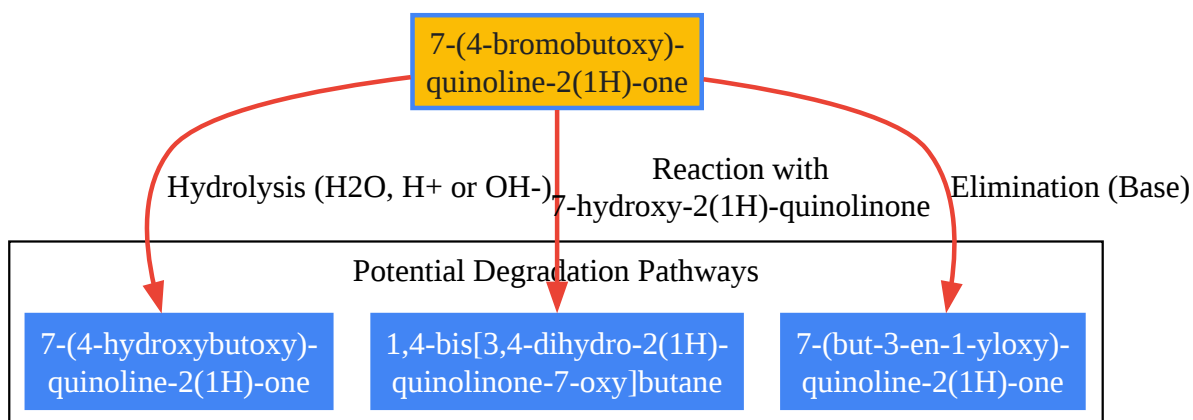 7-(4-bromobutoxy)-
quinoline-2(1H)-one
Hydrolysis (H2O, H+ or OH-)
Reaction with
7-hydroxy-2(1H)-quinolinone
Elimination (Base)
Potential Degradation Pathways
7-(4-hydroxybutoxy)-
quinoline-2(1H)-one
1,4-bis[3,4-dihydro-2(1H)-
quinolinone-7-oxy]butane
7-(but-3-en-1-yloxy)-
quinoline-2(1H)-one